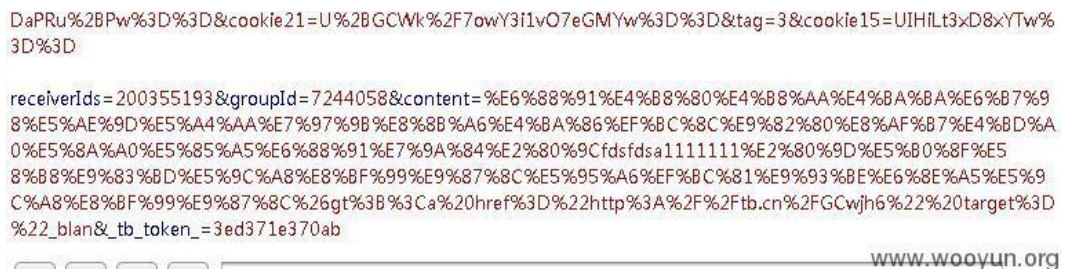 DaPRu%2BPw%3D%3D&cookie21=U%2BGCWk%2F7owY3i1vO7eGMYw%3D%3D&tag=3&cookie15=UIHiLt3xD8xYTw%
3D%3D
receiverIds=200355193&groupId=7244058&content=%E6%88%91%E4%B8%80%E4%B8%AA%E4%BA%BA%E6%B7%9
8%E5%AE%9D%E5%A4%AA%E7%97%9B%E8%8B%A6%E4%BA%86%EF%BC%8C%E9%82%80%E8%AF%B7%E4%BD%A
0%E5%8A%A0%E5%85%A5%E6%88%91%E7%9A%84%E2%80%9Cfdsfdsa1111111%E2%80%9D%E5%B0%8F%E5
8%B8%E9%83%BD%E5%9C%A8%E8%BF%99%E9%87%8C%E5%95%A6%EF%BC%81%E9%93%BE%E6%8E%A5%E5%9
C%A8%E8%BF%99%E9%87%8C%26gt%3B%3Ca%20href%3D%22http%3A%2F%2Ftb.cn%2FGCwjh6%22%20target%3D
%22_blan&_tb_token_=3ed371e370ab
www.wooyun.org